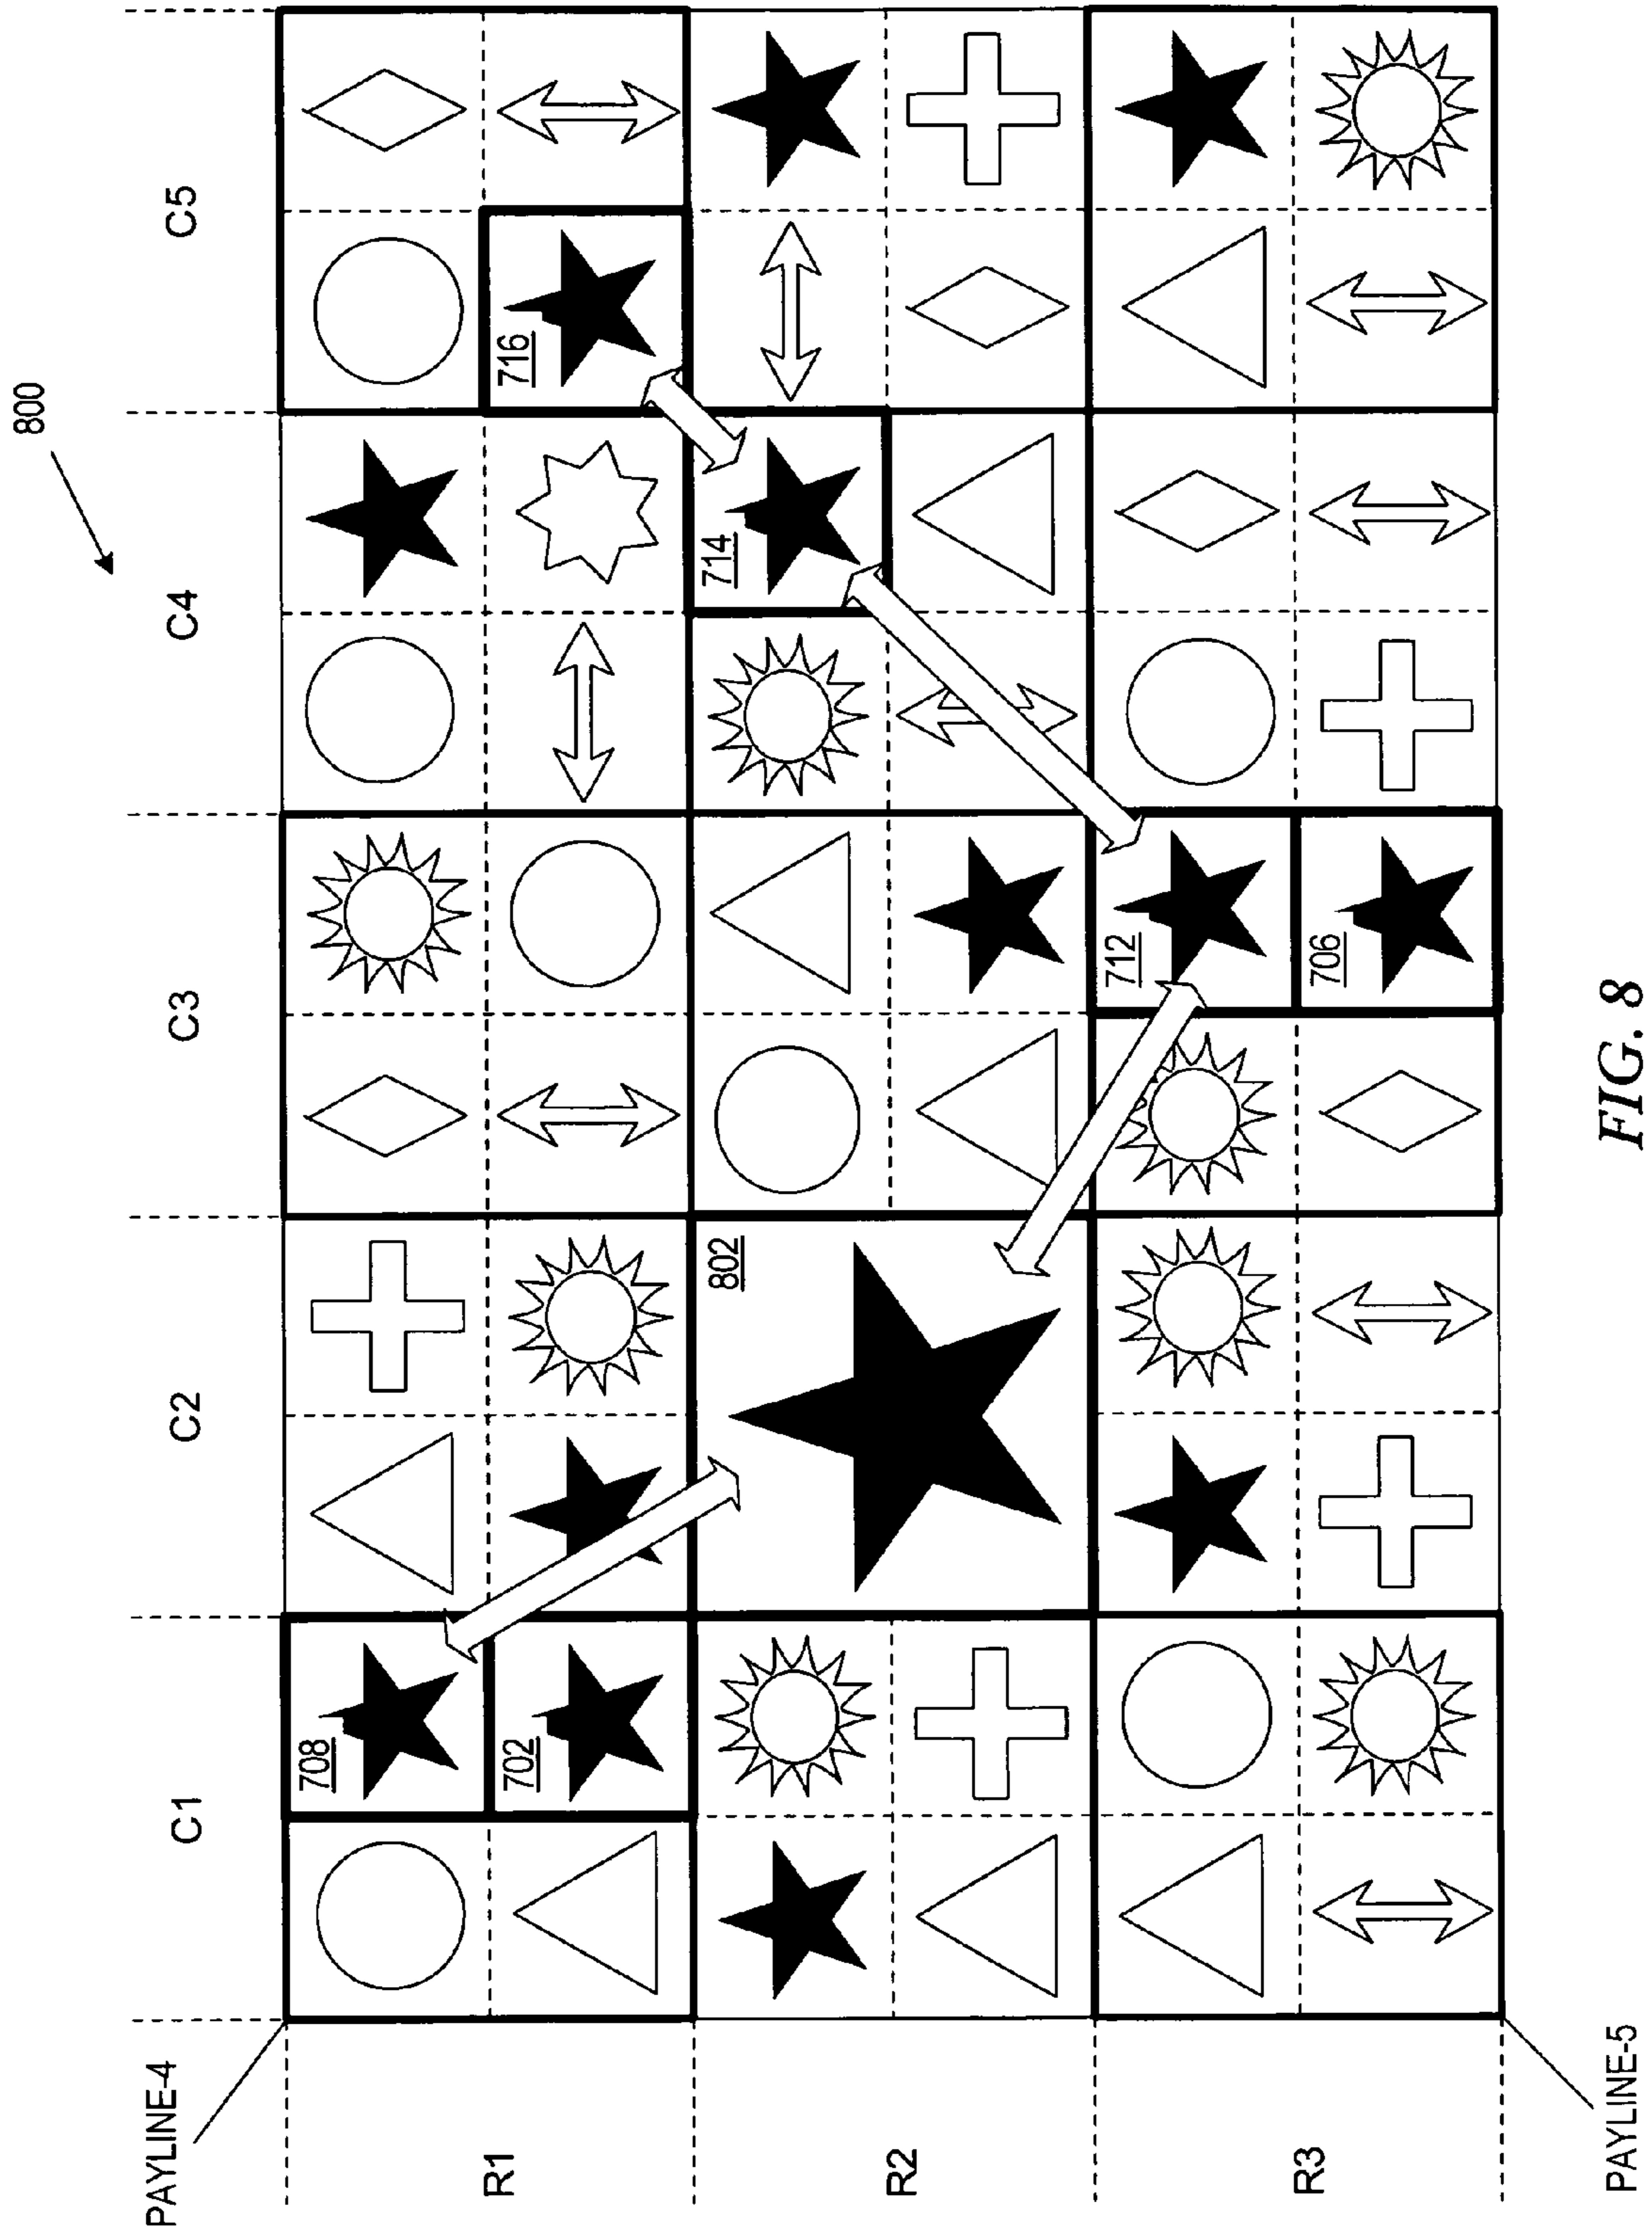 800
C1
C2
C3
C4
C5
PAYLINE-4
R1
708
702
716
R2
802
714
R3
712
706
PAYLINE-5
FIG. 8